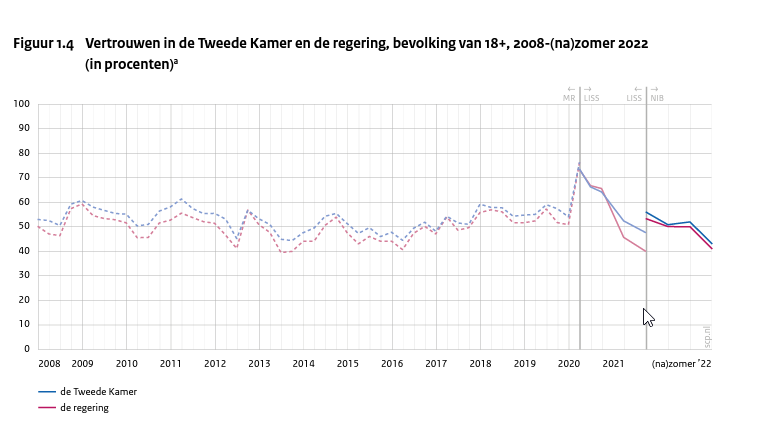 Figuur 1.4 Vertrouwen in de Tweede Kamer en de regering, bevolking van 18+, 2008-(na)zomer 2022
(in procenten)ᵃ
← → ← →
MR LISS LISS NIB
100
90
80
70
60
50
40
30
20
10
0
scp.nl
2008 2009 2010 2011 2012 2013 2014 2015 2016 2017 2018 2019 2020 2021 (na)zomer '22
de Tweede Kamer
de regering